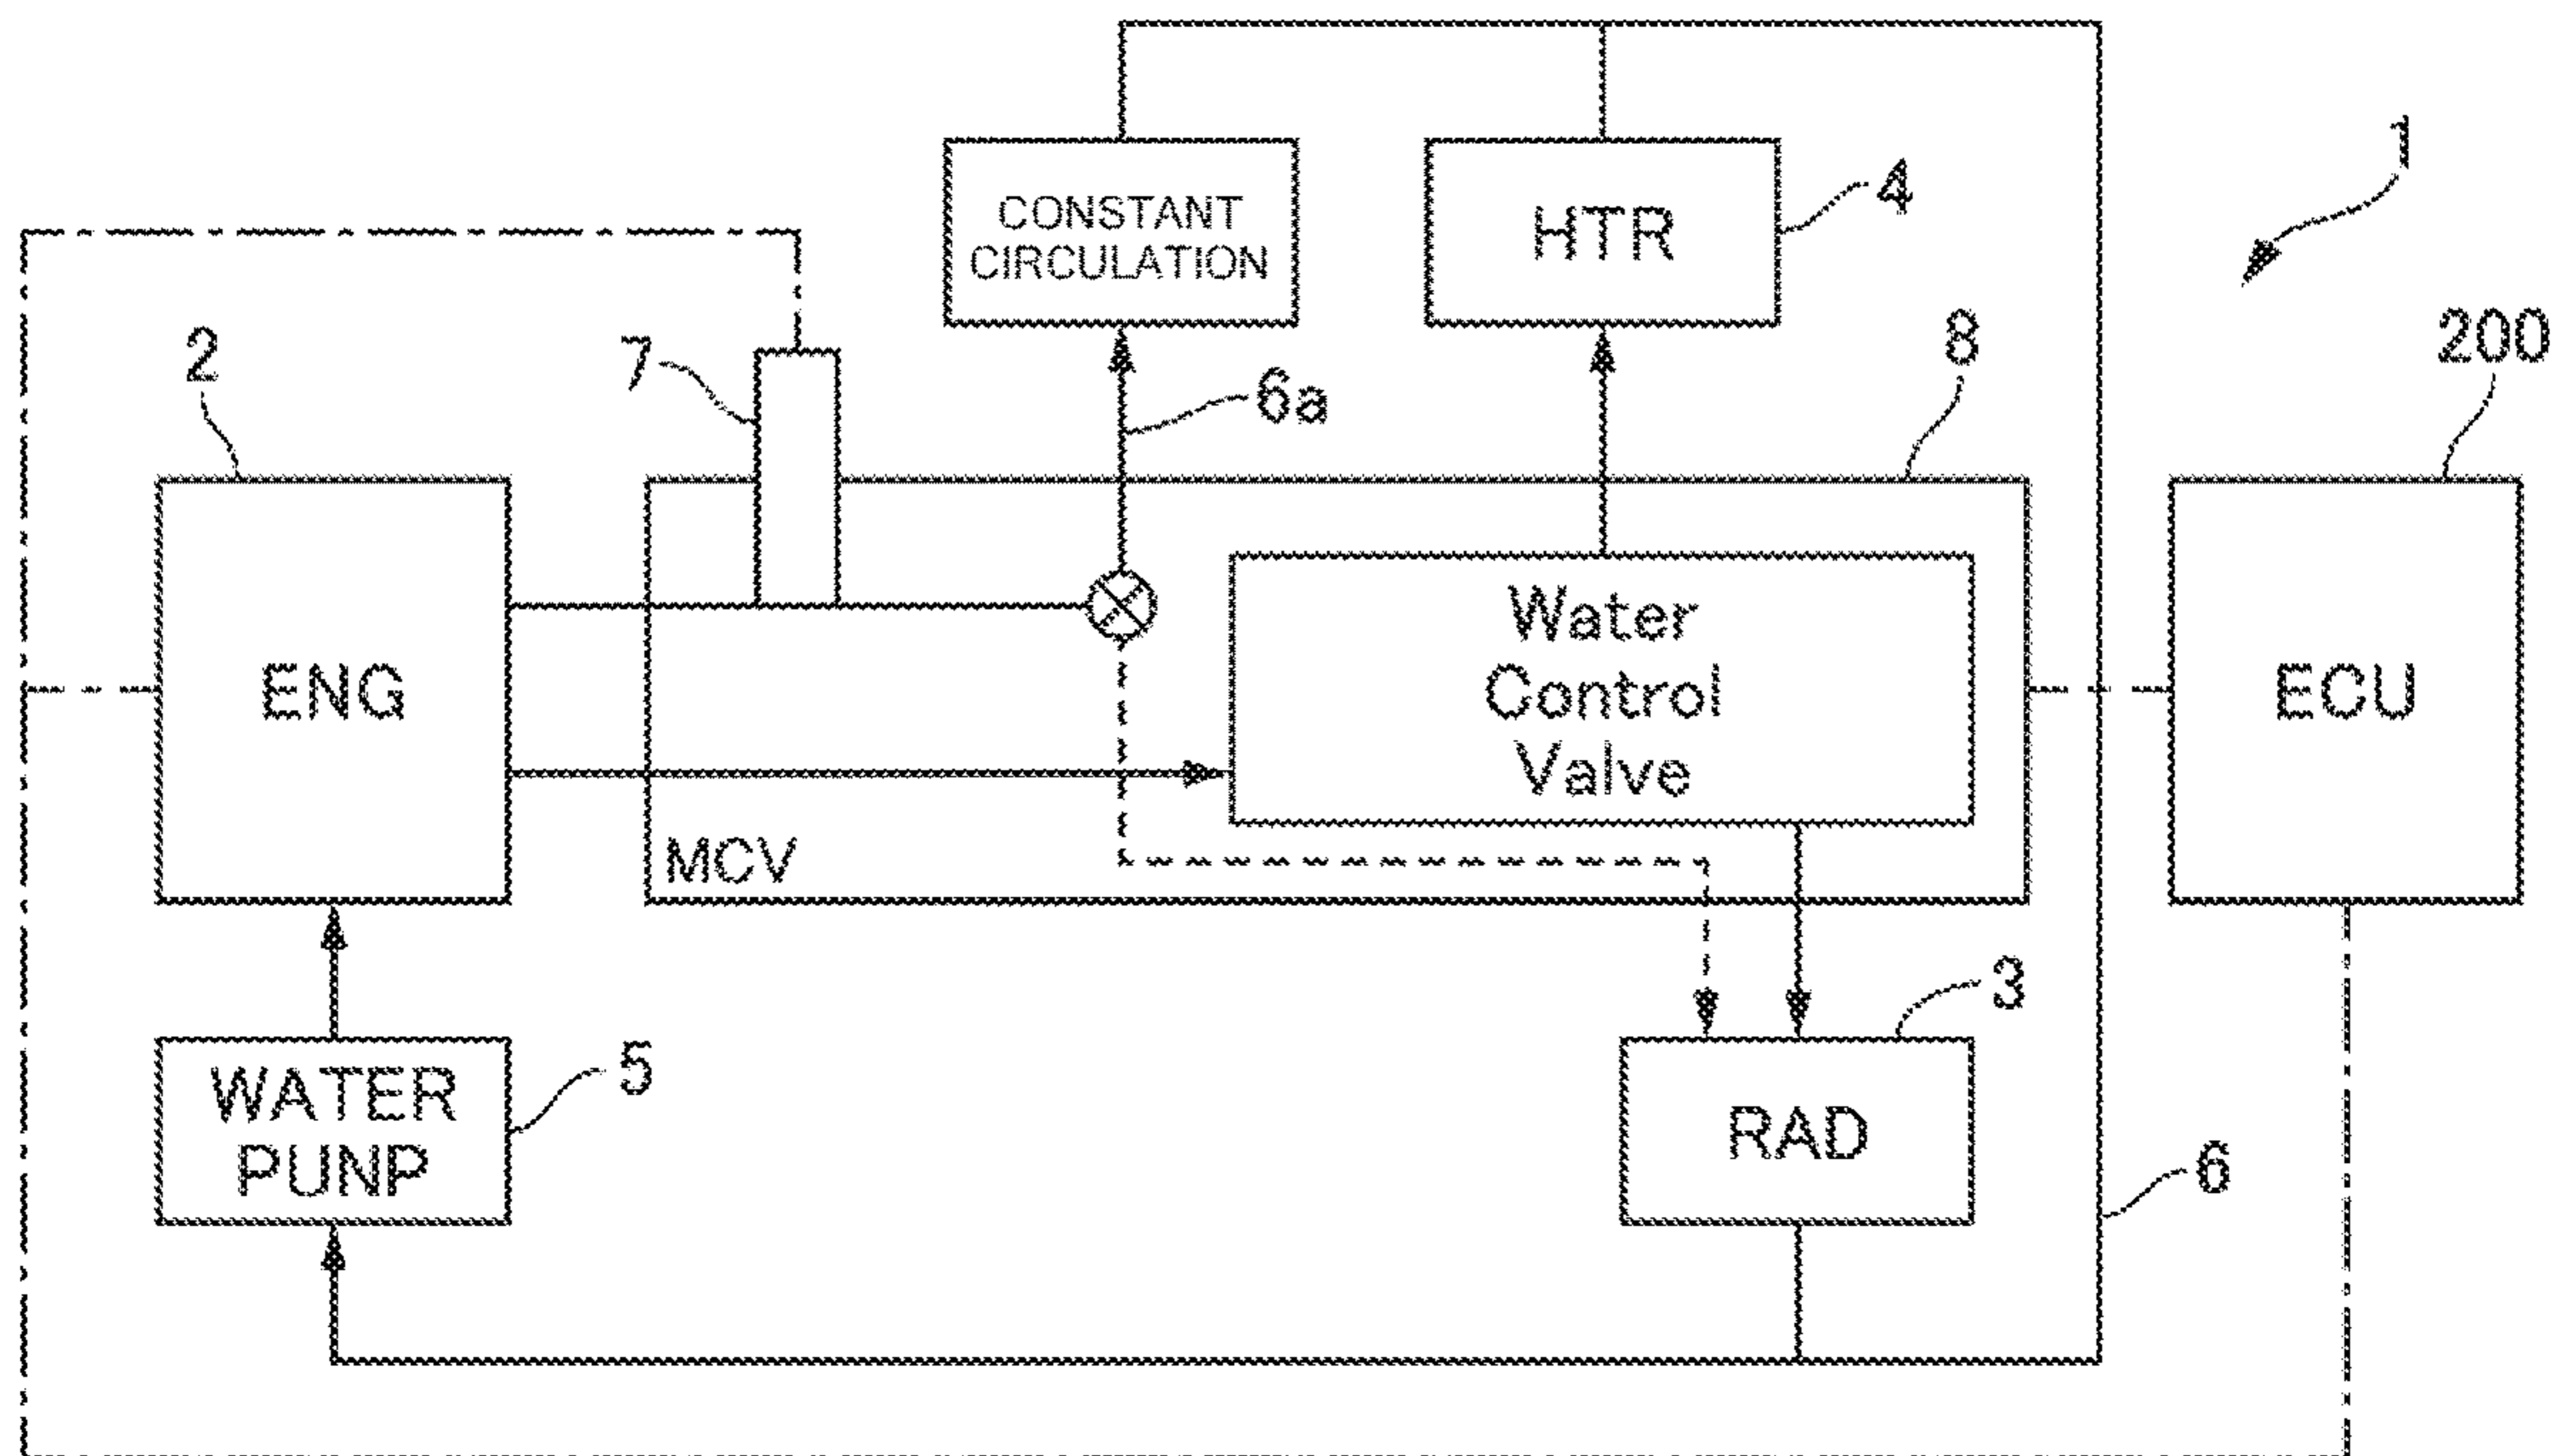 1
CONSTANT
CIRCULATION
HTR
4
2
7
6a
8
200
ENG
Water
Control
Valve
ECU
MCV
3
WATER
PUNP
5
RAD
6